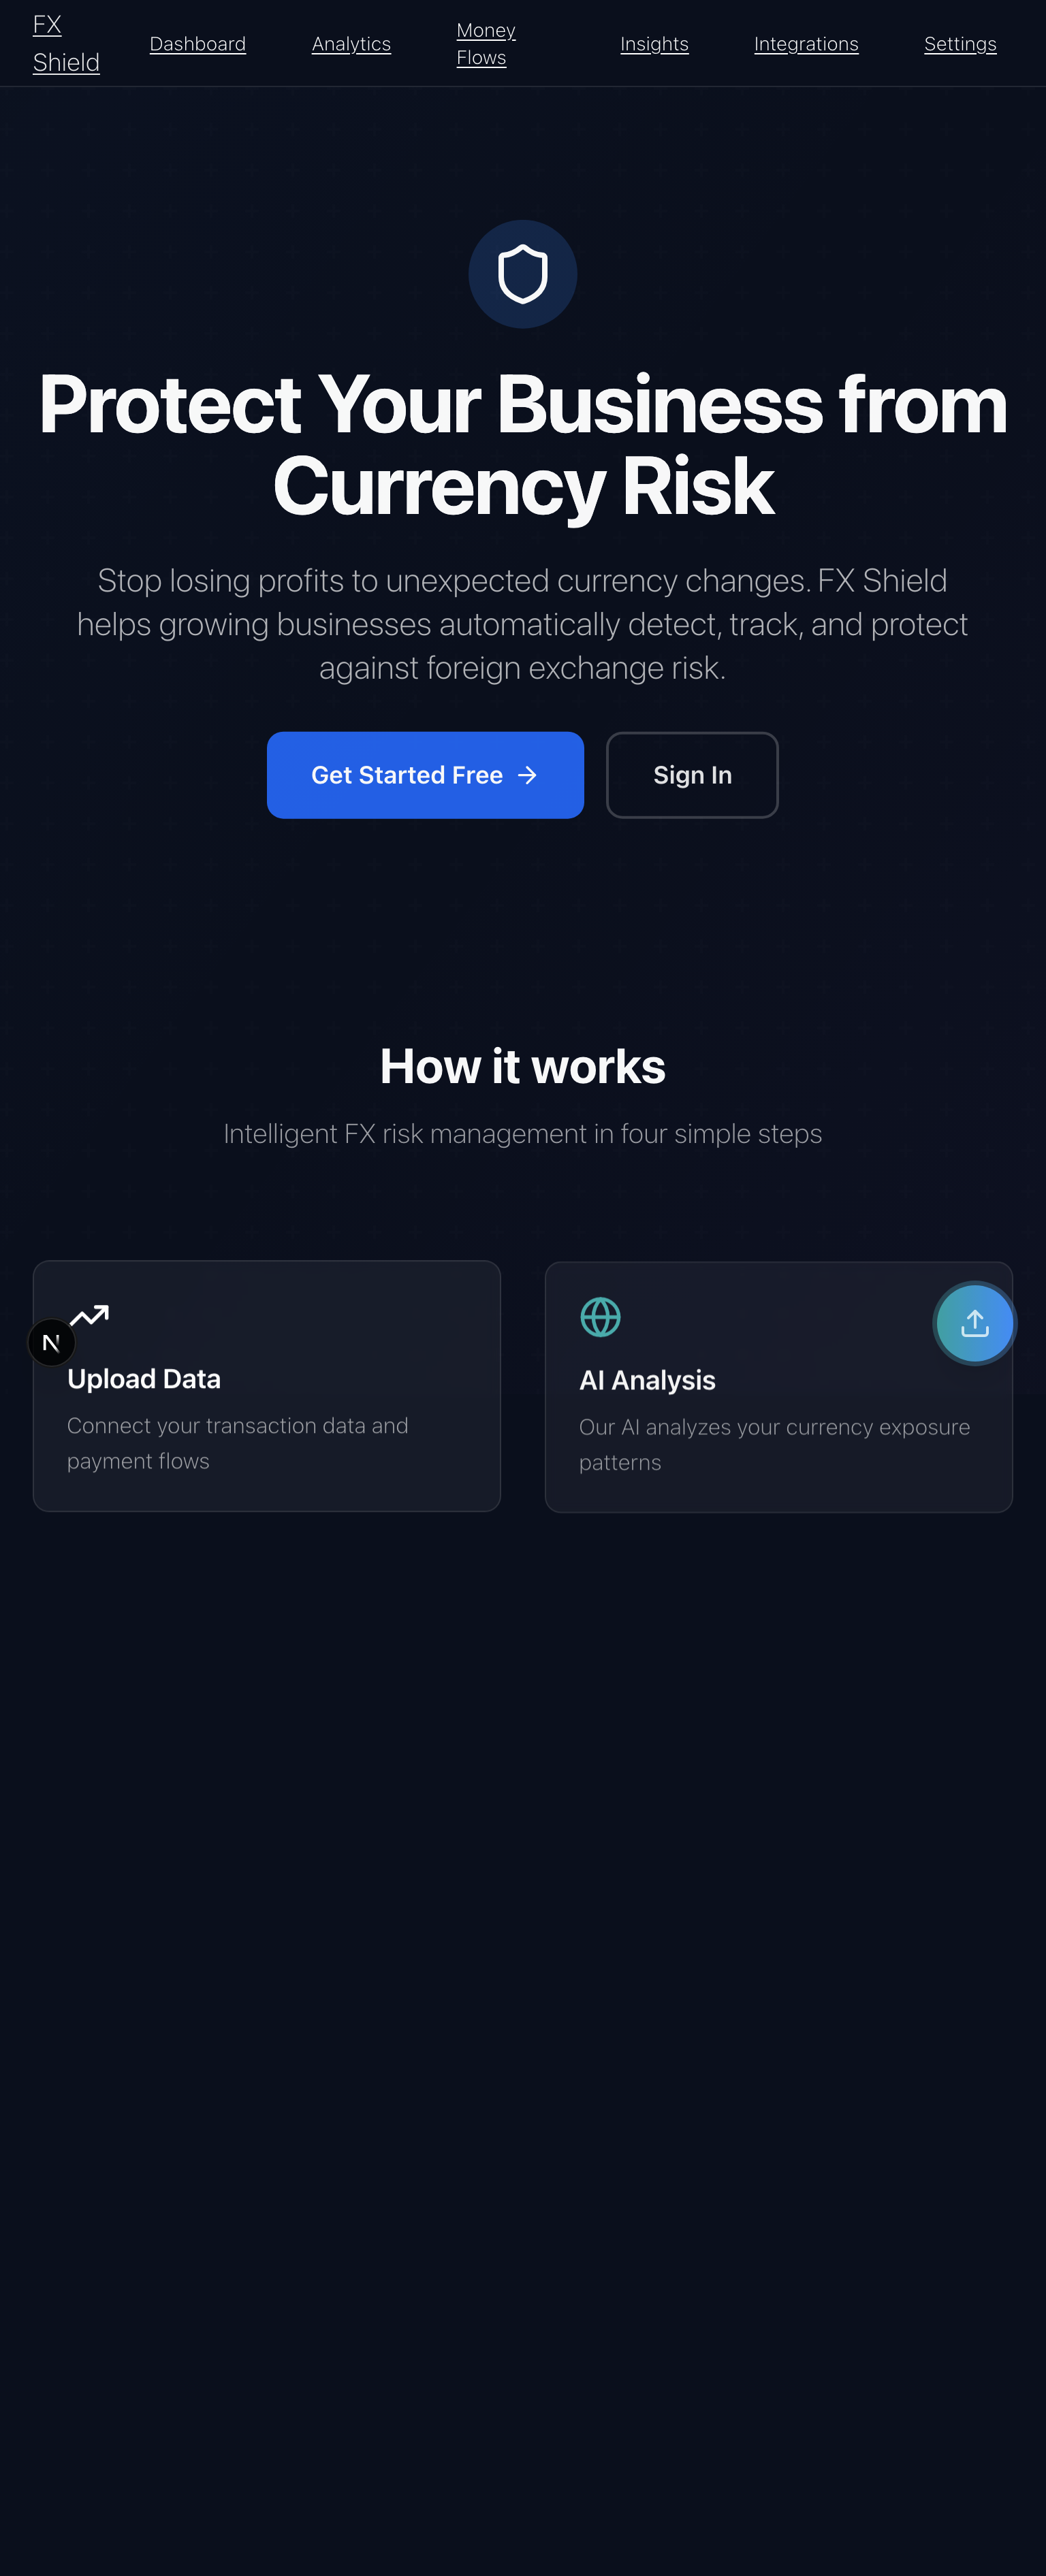 FX
Shield
Dashboard
Analytics
Money
Flows
Insights
Integrations
Settings
Protect Your Business from
Currency Risk
Stop losing profits to unexpected currency changes. FX Shield
helps growing businesses automatically detect, track, and protect
against foreign exchange risk.
Get Started Free →
Sign In
How it works
Intelligent FX risk management in four simple steps
N
Upload Data
Connect your transaction data and
payment flows
AI Analysis
Our AI analyzes your currency exposure
patterns